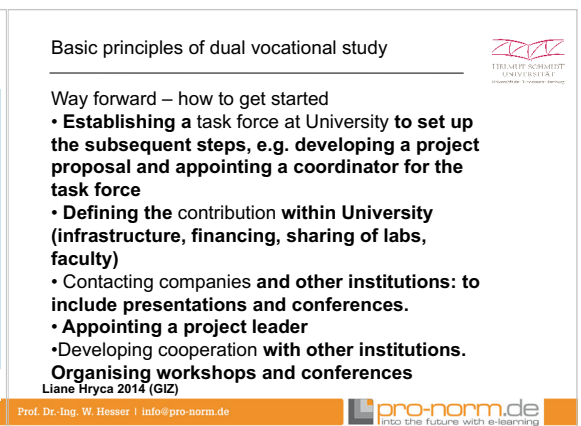 Basic principles of dual vocational study
HELMUT SCHMIDT
UNIVERSITÄT
Way forward – how to get started
• Establishing a task force at University to set up
the subsequent steps, e.g. developing a project
proposal and appointing a coordinator for the
task force
• Defining the contribution within University
(infrastructure, financing, sharing of labs,
faculty)
• Contacting companies and other institutions: to
include presentations and conferences.
• Appointing a project leader
•Developing cooperation with other institutions.
Organising workshops and conferences
Liane Hryca 2014 (GIZ)
Prof. Dr.-Ing. W. Hesser | info@pro-norm.de
pro-norm.de
into the future with e-learning